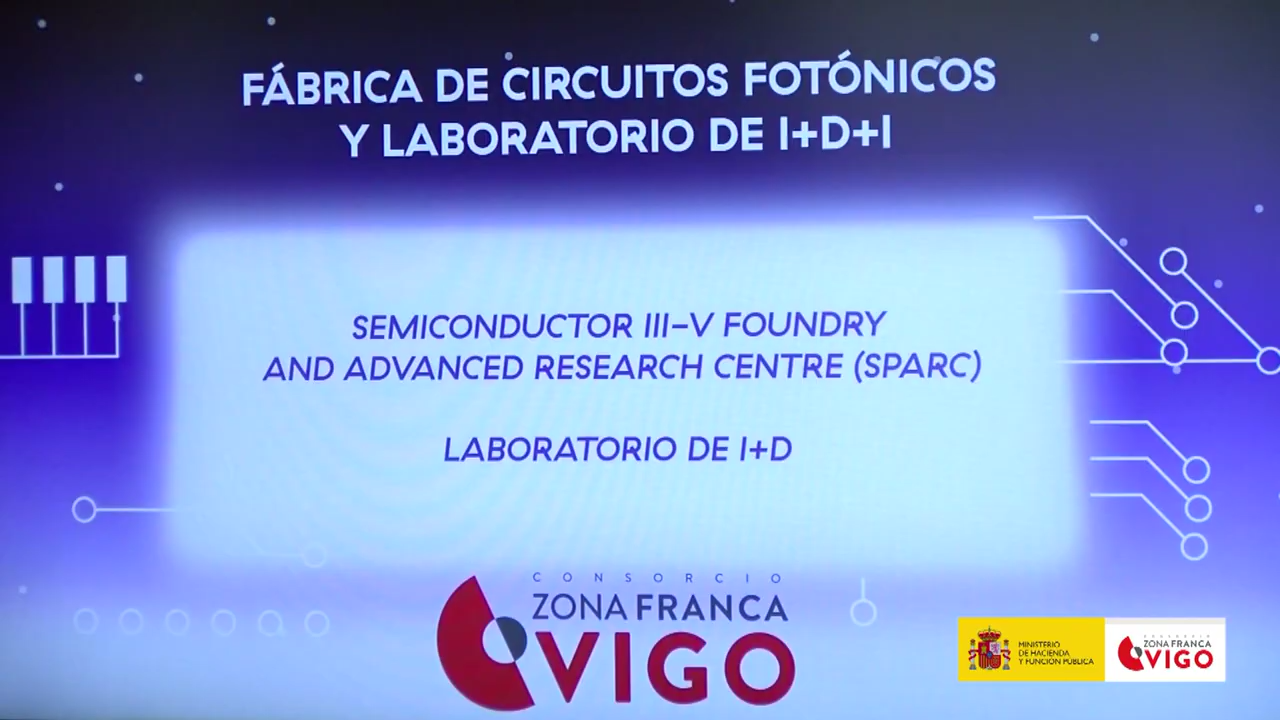 FÁBRICA DE CIRCUITOS FOTÓNICOS
Y LABORATORIO DE I+D+I
SEMICONDUCTOR III-V FOUNDRY
AND ADVANCED RESEARCH CENTRE (SPARC)
LABORATORIO DE I+D
CONSORCIO
ZONA FRANCA
VIGO
MINISTERIO
DE HACIENDA
Y FUNCIÓN PÚBLICA
CONSORCIO
ZONA FRANCA
VIGO